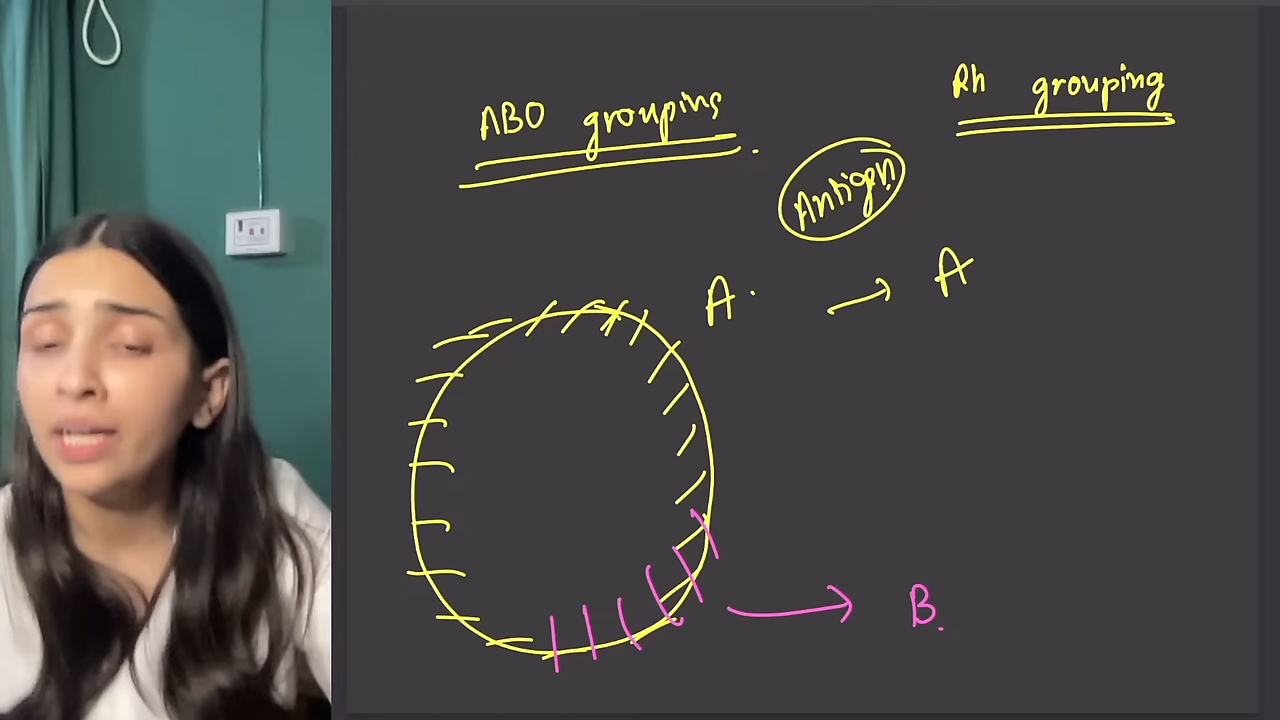 ABO grouping
Rh grouping
Antigen
A. → A
→ B.